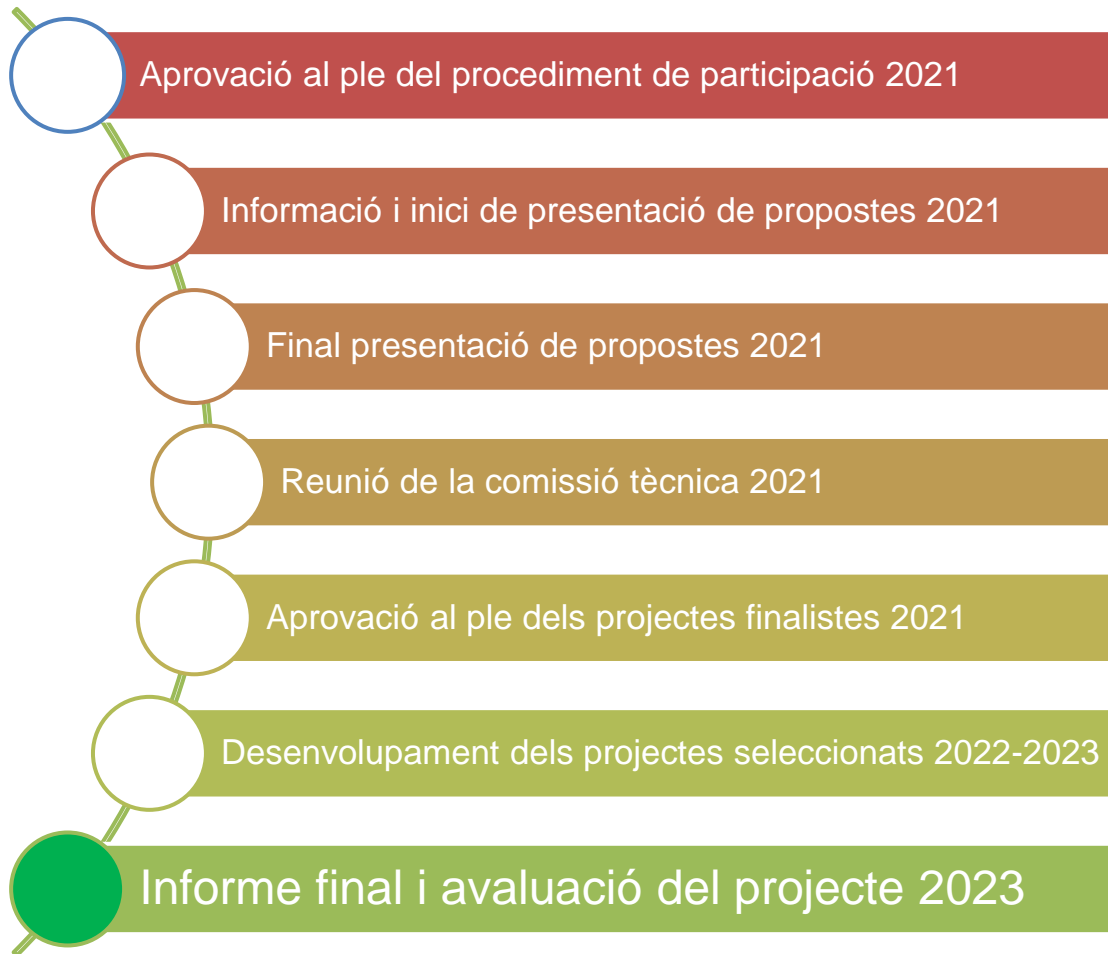 Aprovació al ple del procediment de participació 2021
Informació i inici de presentació de propostes 2021
Final presentació de propostes 2021
Reunió de la comissió tècnica 2021
Aprovació al ple dels projectes finalistes 2021
Desenvolupament dels projectes seleccionats 2022-2023
Informe final i avaluació del projecte 2023